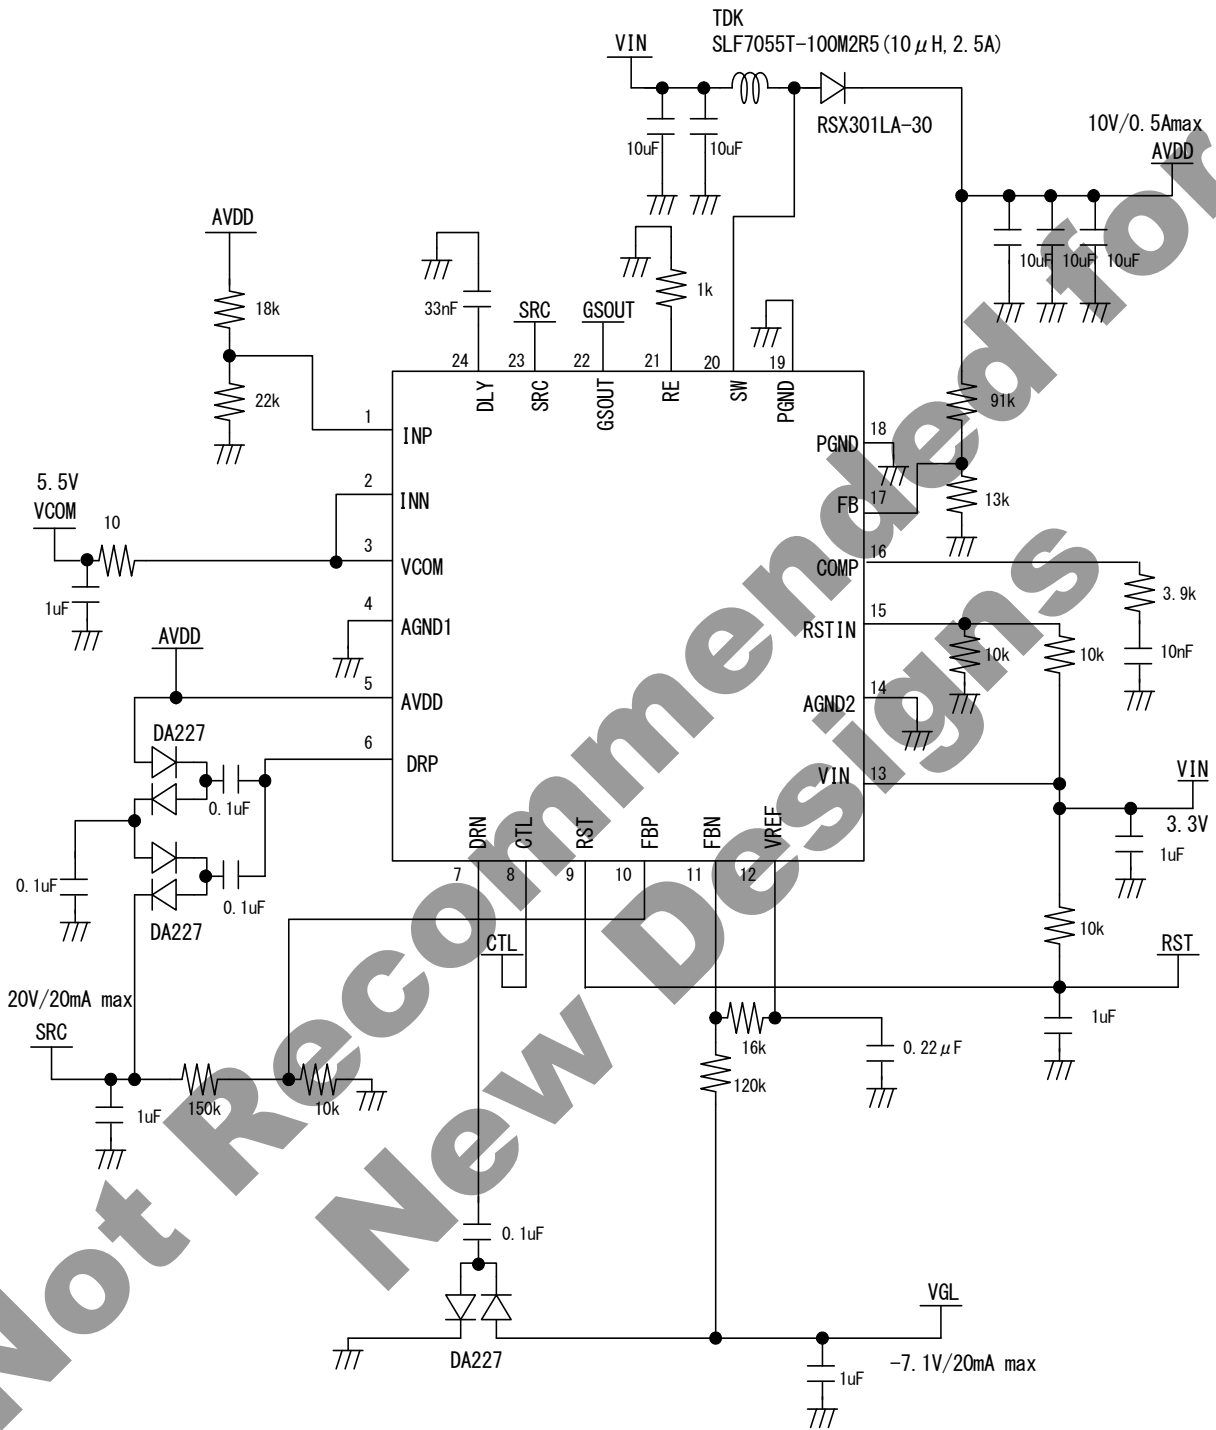 TDK
SLF7055T-100M2R5(10μH, 2.5A)
VIN
10uF
10uF
RSX301LA-30
10V/0.5Amax
AVDD
10uF
10uF
10uF
AVDD
18k
22k
33nF
SRC
GSOUT
1k
24
23
22
21
20
19
DLY
SRC
GSOUT
RE
SW
PGND
91k
13k
1
INP
2
INN
3
VCOM
4
AGND1
5
AVDD
6
DRP
18
PGND
17
FB
16
COMP
15
RSTIN
14
AGND2
13
VIN
5.5V
VCOM
10
1uF
AVDD
DA227
0.1uF
0.1uF
0.1uF
DA227
3.9k
10nF
10k
10k
VIN
3.3V
1uF
10k
RST
1uF
DRN
CTL
RST
FBP
FBN
VREF
7
8
9
10
11
12
CTL
20V/20mA max
SRC
1uF
150k
10k
16k
120k
0.22μF
0.1uF
DA227
VGL
-7.1V/20mA max
1uF
Not Recommended for
New Designs